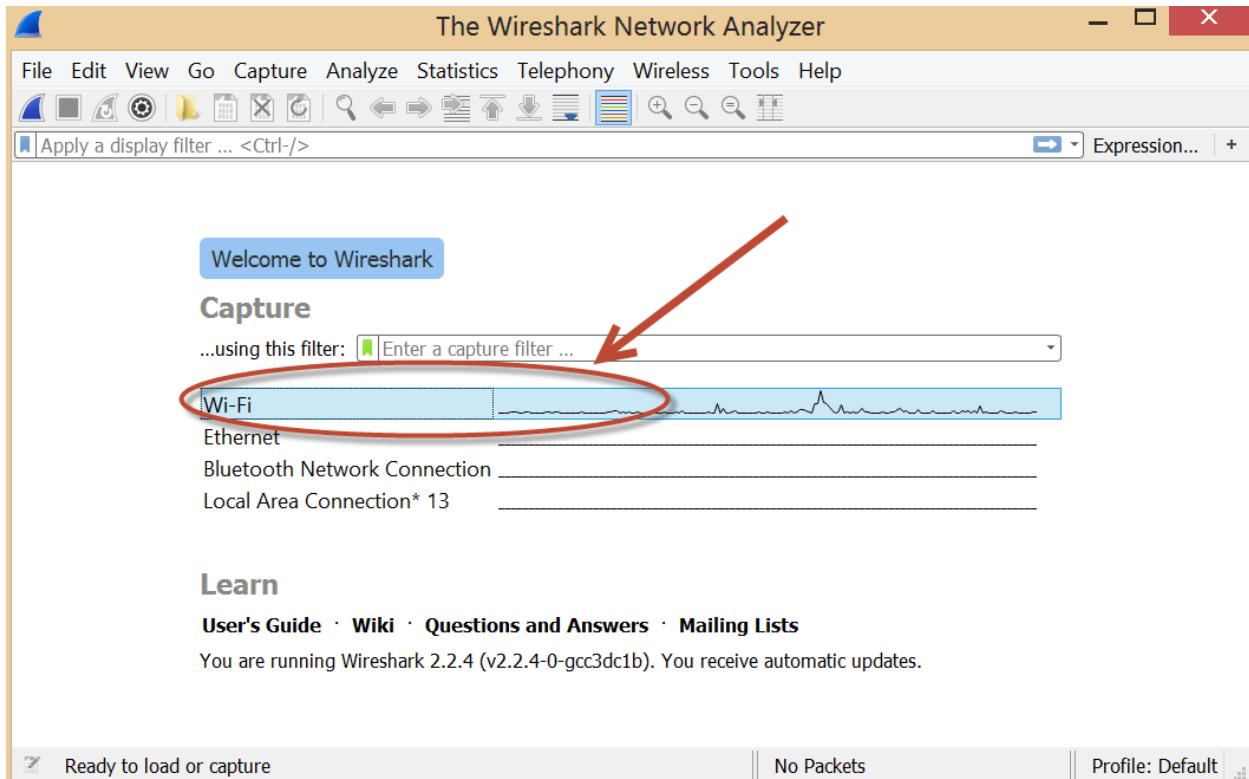 The Wireshark Network Analyzer
File Edit View Go Capture Analyze Statistics Telephony Wireless Tools Help
Apply a display filter ... <Ctrl-/> Expression... +
Welcome to Wireshark
Capture
...using this filter: Enter a capture filter ...
Wi-Fi
Ethernet
Bluetooth Network Connection
Local Area Connection* 13
Learn
User's Guide · Wiki · Questions and Answers · Mailing Lists
You are running Wireshark 2.2.4 (v2.2.4-0-gcc3dc1b). You receive automatic updates.
Ready to load or capture No Packets Profile: Default